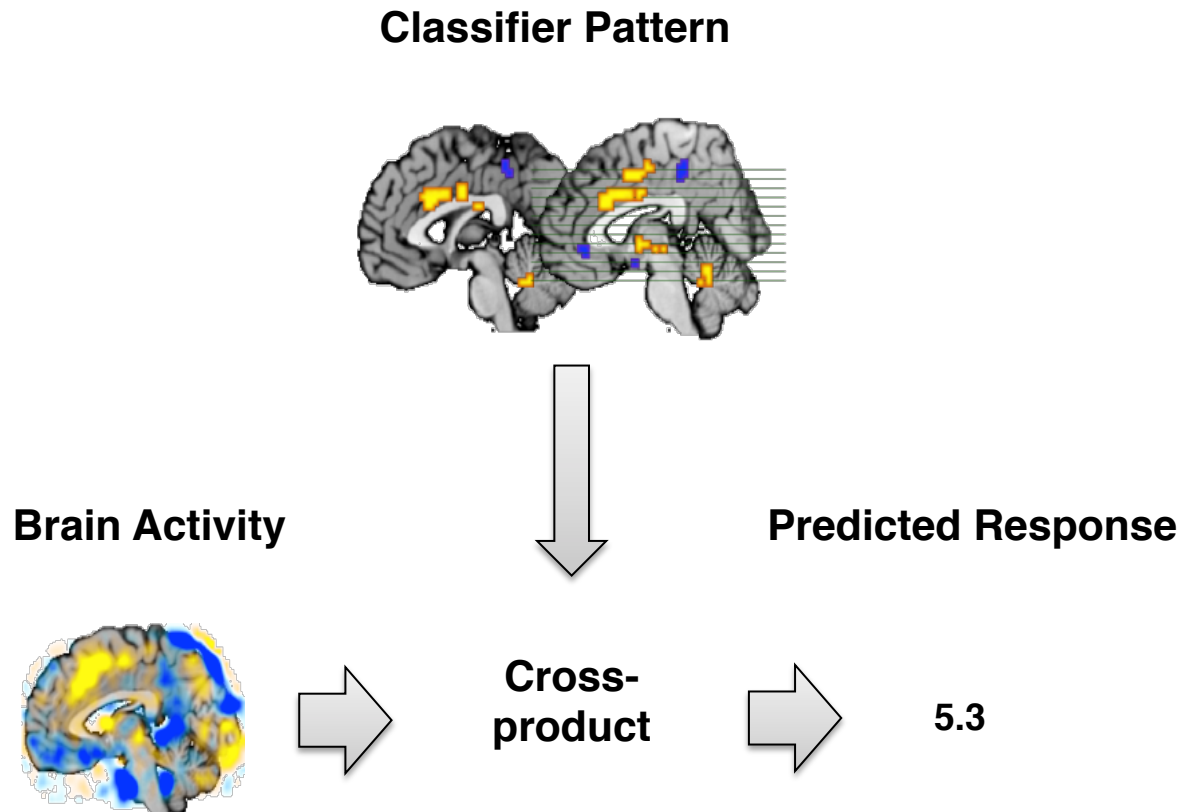 Classifier Pattern
Brain Activity
Predicted Response
Cross-
product
5.3